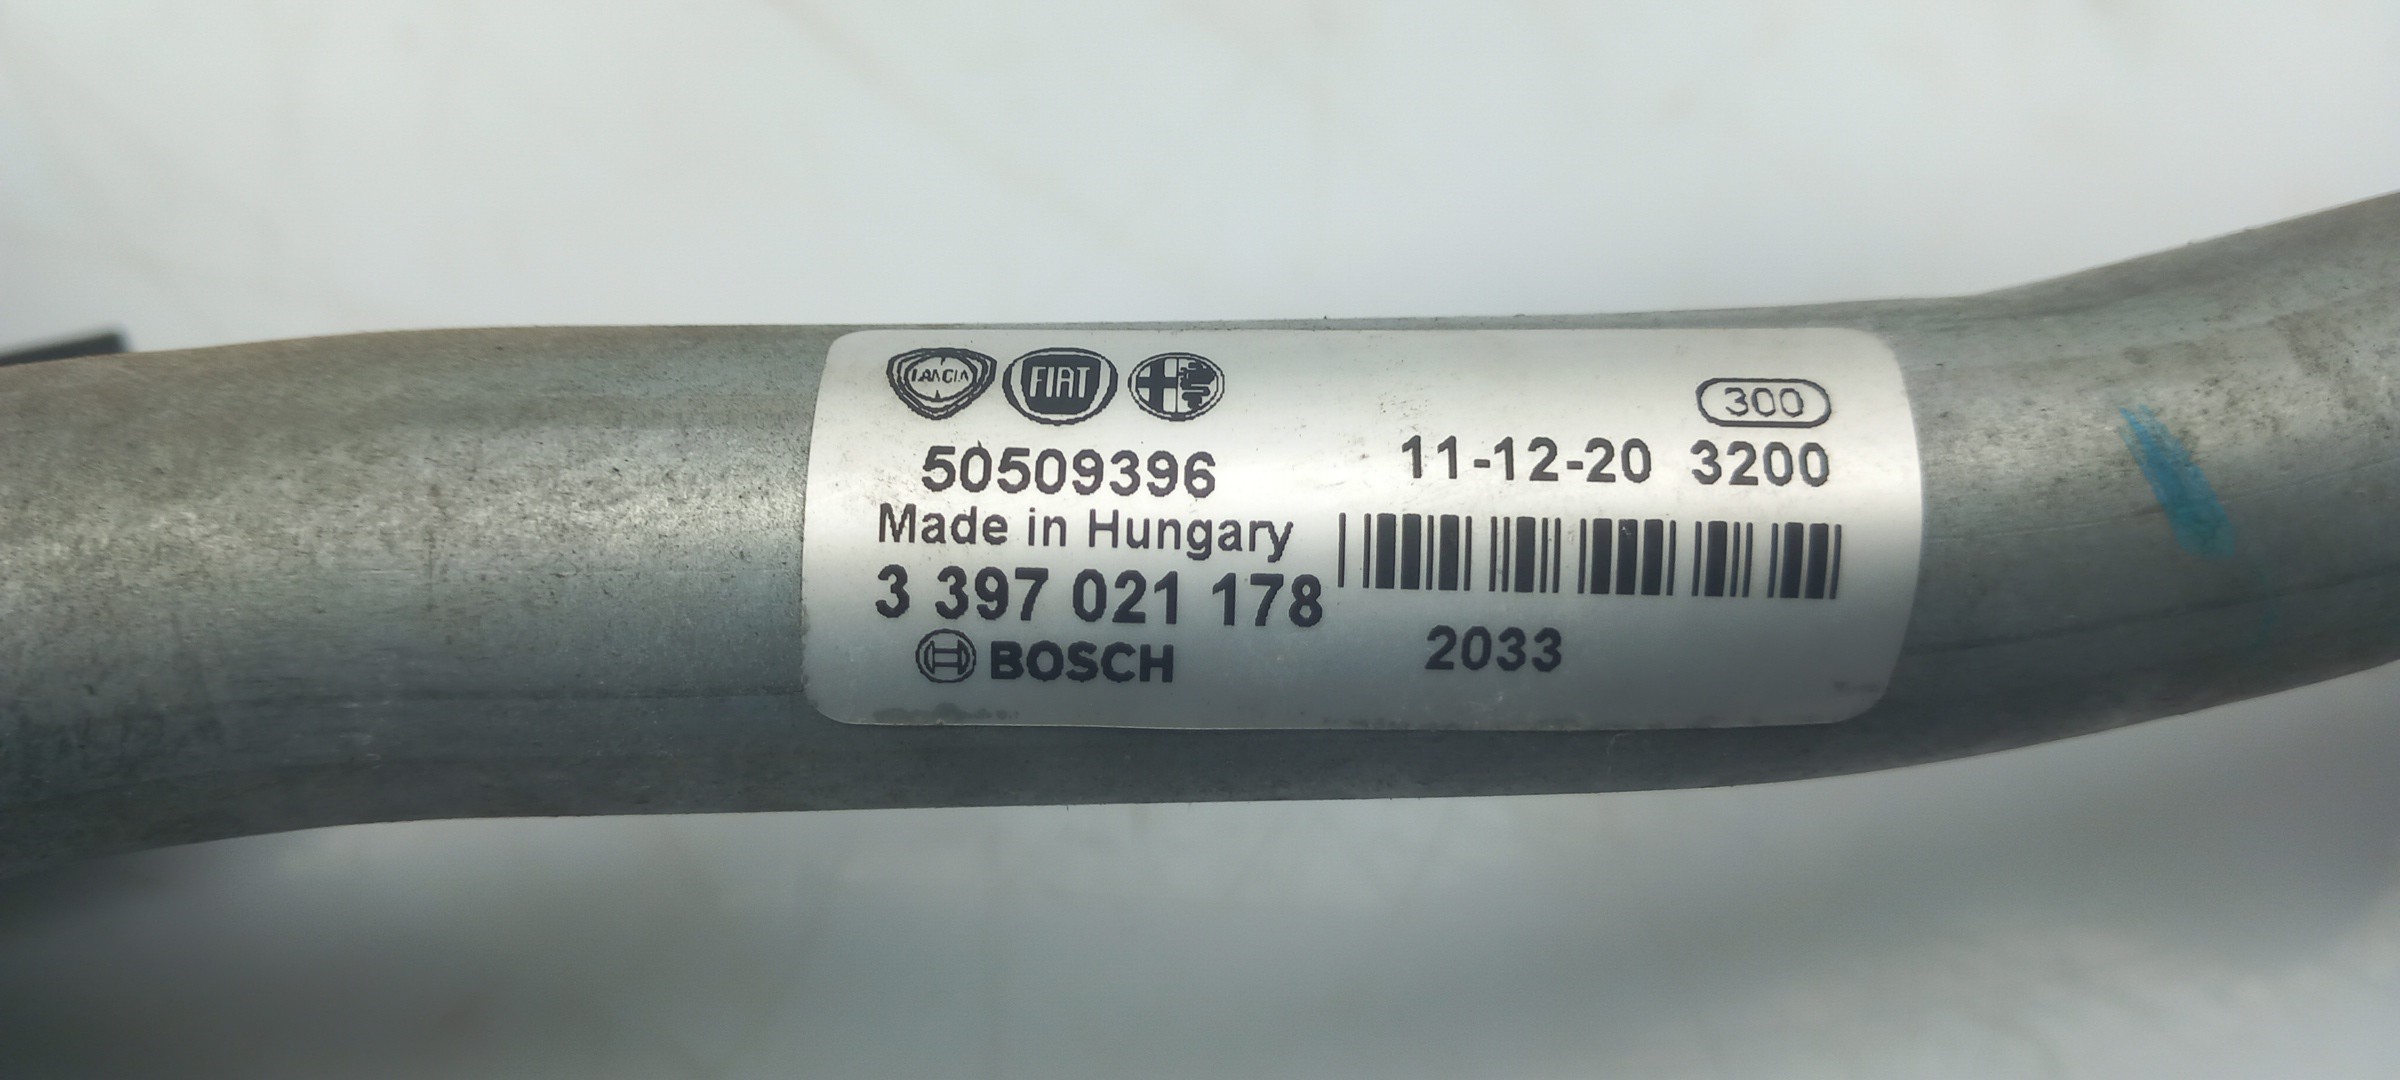 LANCIA FIAT
300
50509396 11-12-20 3200
Made in Hungary
3 397 021 178
BOSCH 2033